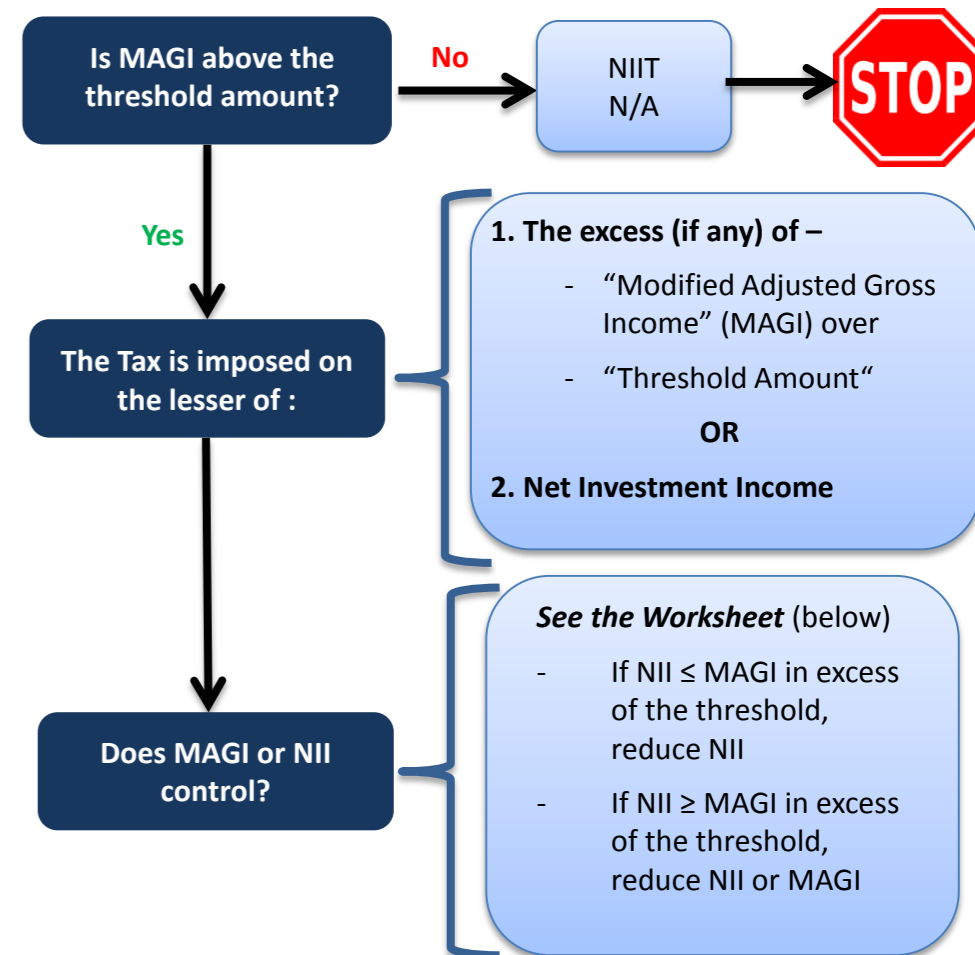 Is MAGI above the
threshold amount?
No
NIIT
N/A
STOP
Yes
1. The excess (if any) of –
- “Modified Adjusted Gross
Income” (MAGI) over
- “Threshold Amount“
OR
2. Net Investment Income
The Tax is imposed on
the lesser of :
See the Worksheet (below)
- If NII ≤ MAGI in excess
of the threshold,
reduce NII
- If NII ≥ MAGI in excess
of the threshold,
reduce NII or MAGI
Does MAGI or NII
control?